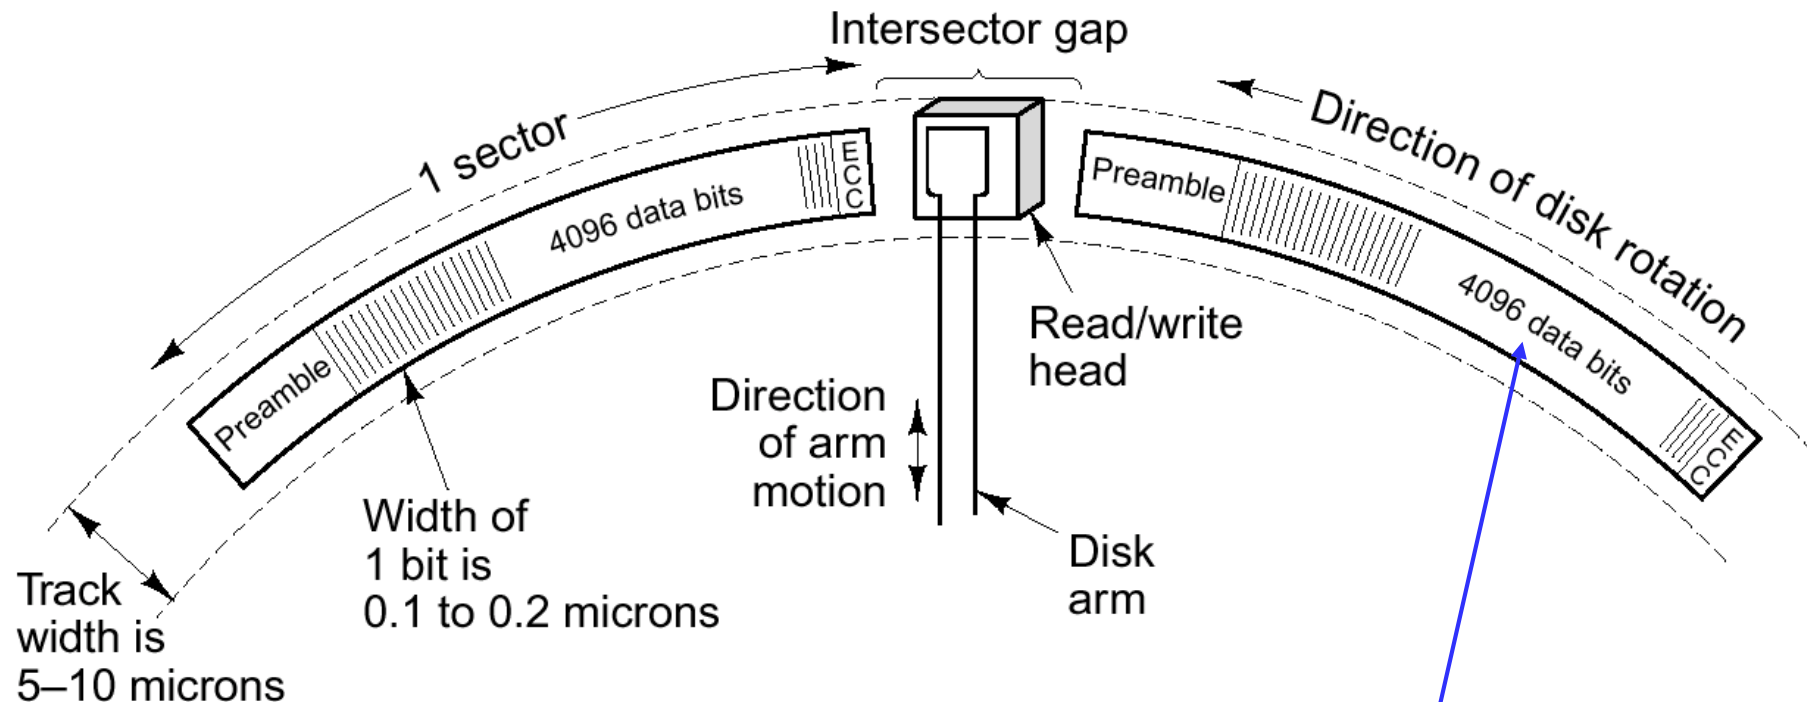 Intersector gap
1 sector
Direction of disk rotation
E
C
C
4096 data bits
Preamble
Preamble
4096 data bits
E
C
C
Read/write
head
Direction
of arm
motion
Width of
1 bit is
0.1 to 0.2 microns
Disk
arm
Track
width is
5–10 microns